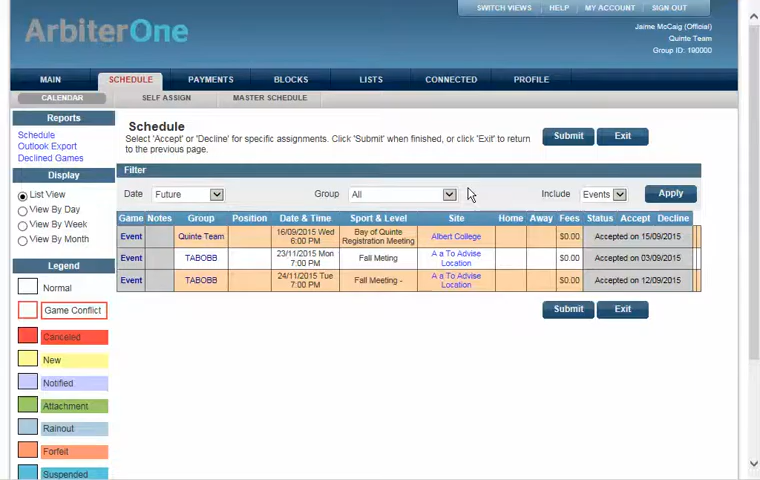 SWITCH VIEWS HELP MY ACCOUNT SIGN OUT
ArbiterOne
Jaime McCaig (Official)
Quinte Team
Group ID: 190000
MAIN SCHEDULE PAYMENTS BLOCKS LISTS CONNECTED PROFILE
CALENDAR SELF ASSIGN MASTER SCHEDULE
Reports
Schedule
Outlook Export
Declined Games
Display
List View
View By Day
View By Week
View By Month
Legend
Normal
Game Conflict
Canceled
New
Notified
Attachment
Rainout
Forfeit
Suspended
Schedule
Select 'Accept' or 'Decline' for specific assignments. Click 'Submit' when finished, or click 'Exit' to return
to the previous page.
Submit Exit
Filter
Date Future Group All Include Events Apply
Game Notes Group Position Date & Time Sport & Level Site Home Away Fees Status Accept Decline
Event Quinte Team 16/09/2015 Wed 6:00 PM Bay of Quinte Registration Meeting Albert College $0.00 Accepted on 15/09/2015
Event TABOBB 23/11/2015 Mon 7:00 PM Fall Meting A a To Advise Location $0.00 Accepted on 03/09/2015
Event TABOBB 24/11/2015 Tue 7:00 PM Fall Meeting - A a To Advise Location $0.00 Accepted on 12/09/2015
Submit Exit